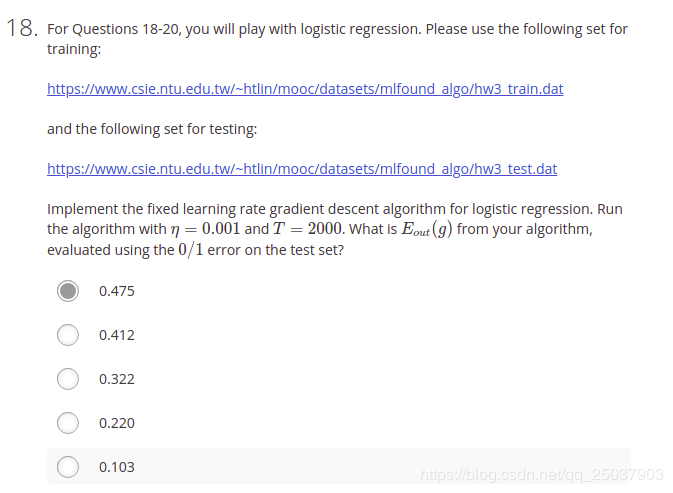 18. For Questions 18-20, you will play with logistic regression. Please use the following set for
training:
https://www.csie.ntu.edu.tw/~htlin/mooc/datasets/mlfound_algo/hw3_train.dat
and the following set for testing:
https://www.csie.ntu.edu.tw/~htlin/mooc/datasets/mlfound_algo/hw3_test.dat
Implement the fixed learning rate gradient descent algorithm for logistic regression. Run
the algorithm with η = 0.001 and T = 2000. What is E_out(g) from your algorithm,
evaluated using the 0/1 error on the test set?
0.475
0.412
0.322
0.220
0.103
https://blog.csdn.net/qq_25037903